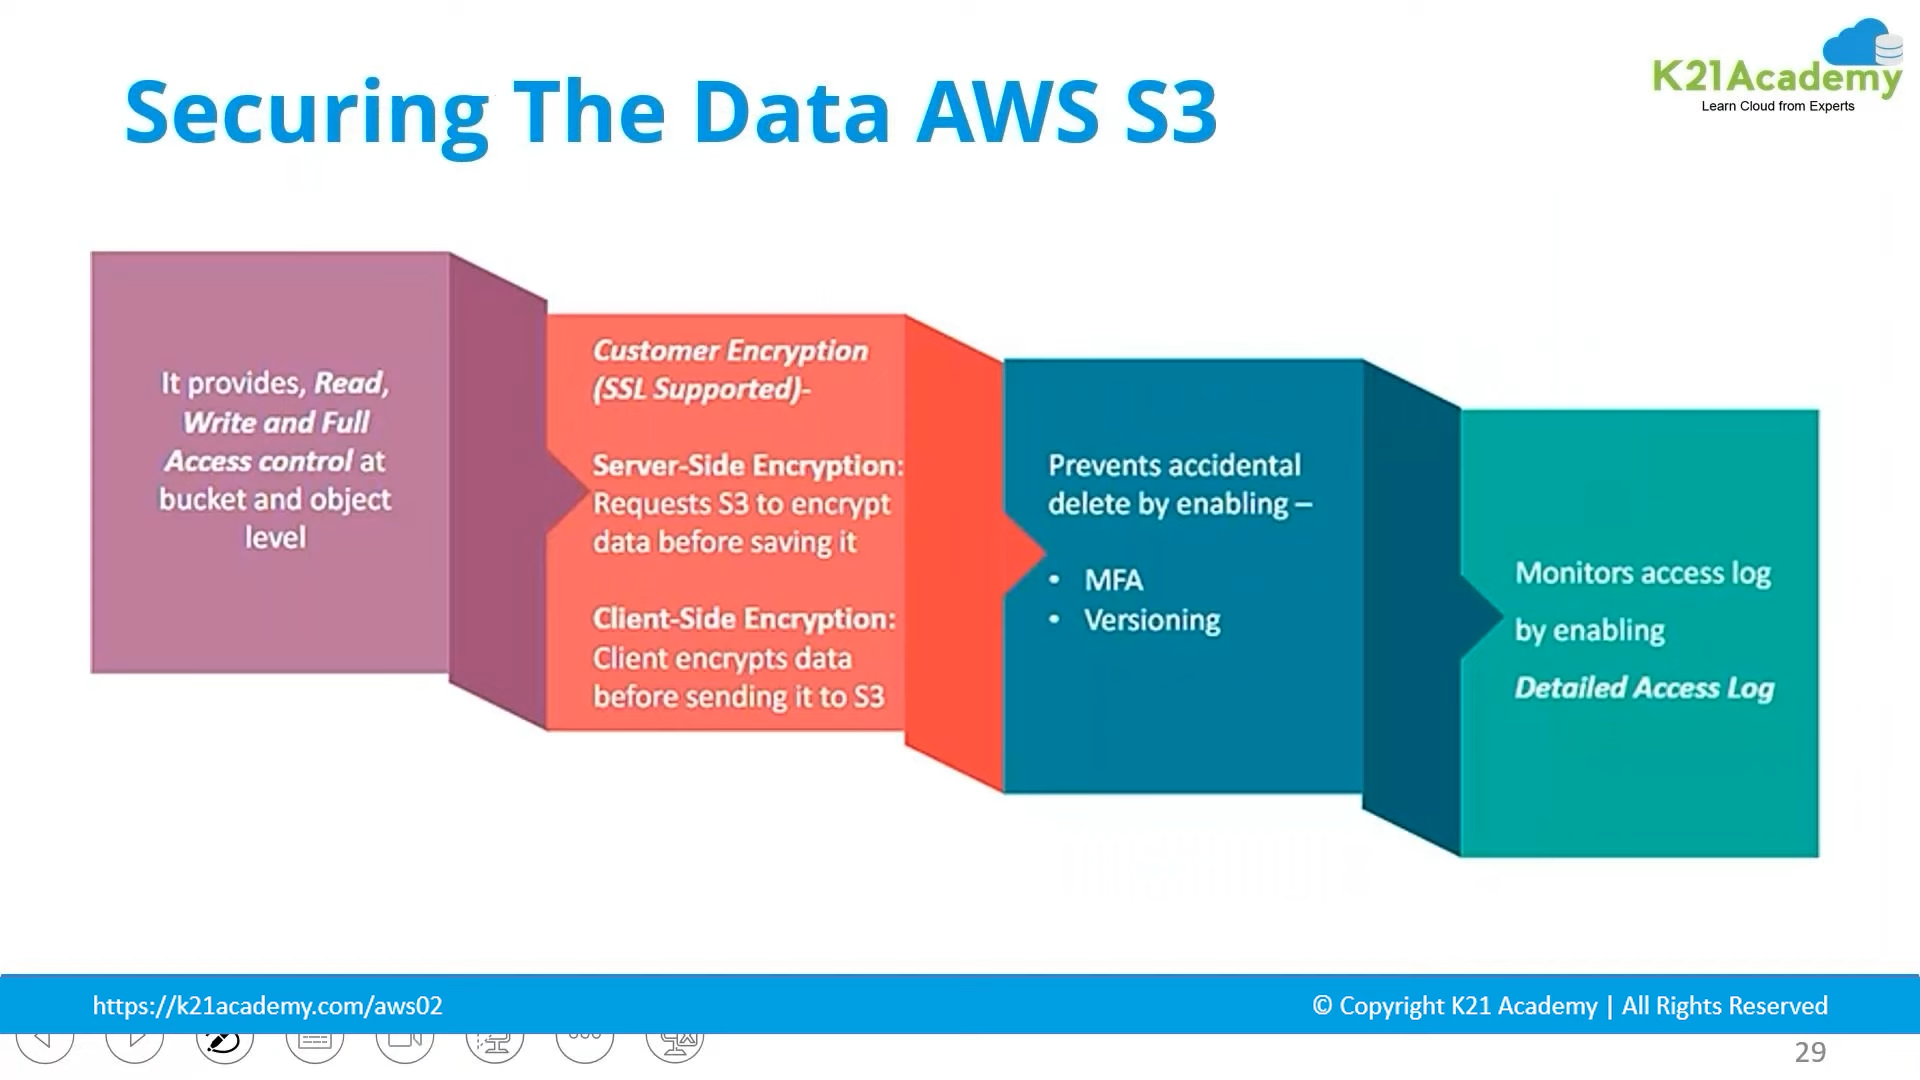 Securing The Data AWS S3
K21Academy
Learn Cloud from Experts
It provides, Read,
Write and Full
Access control at
bucket and object
level
Customer Encryption
(SSL Supported)-
Server-Side Encryption:
Requests S3 to encrypt
data before saving it
Client-Side Encryption:
Client encrypts data
before sending it to S3
Prevents accidental
delete by enabling –
• MFA
• Versioning
Monitors access log
by enabling
Detailed Access Log
https://k21academy.com/aws02
© Copyright K21 Academy | All Rights Reserved
29